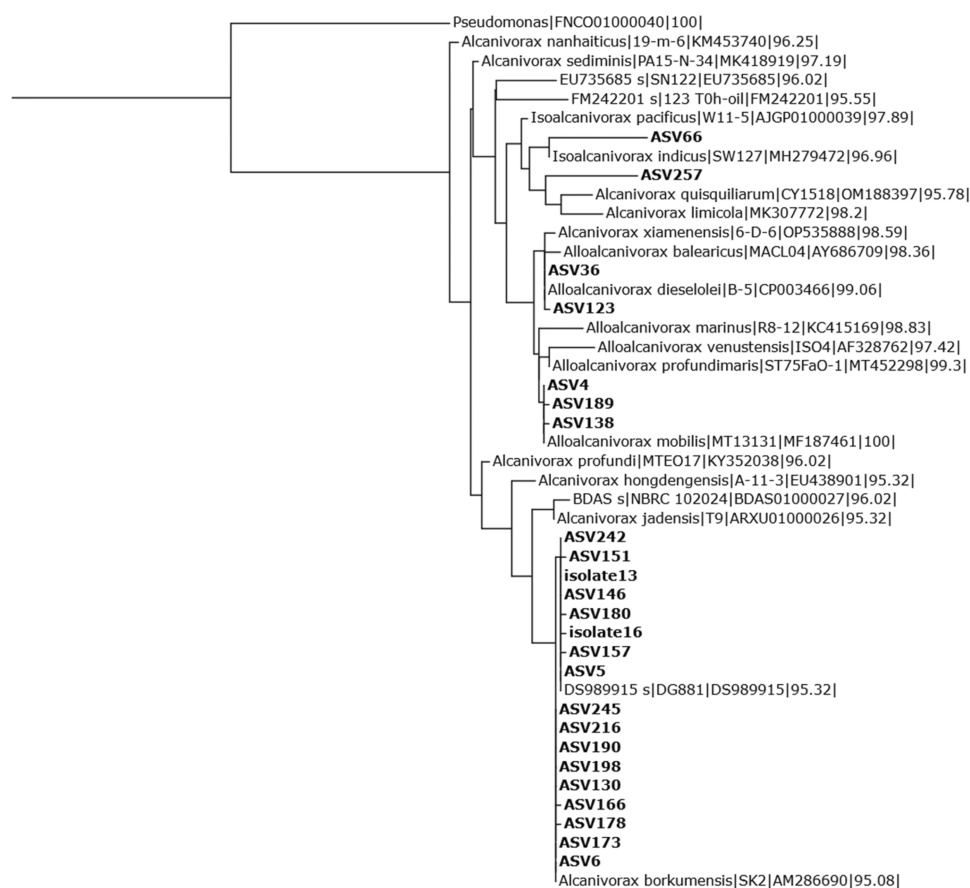 Pseudomonas|FNCO01000040|100|
Alcanivorax nanhaiticus|19-m-6|KM453740|96.25|
Alcanivorax sediminis|PA15-N-34|MK418919|97.19|
EU735685 s|SN122|EU735685|96.02|
FM242201 s|123 T0h-oil|FM242201|95.55|
Isoalcanivorax pacificus|W11-5|AJGP01000039|97.89|
ASV66
Isoalcanivorax indicus|SW127|MH279472|96.96|
ASV257
Alcanivorax quisquiliarum|CY1518|OM188397|95.78|
Alcanivorax limicola|MK307772|98.2|
Alcanivorax xiamenensis|6-D-6|OP535888|98.59|
Alloalcanivorax balearicus|MACL04|AY686709|98.36|
ASV36
Alloalcanivorax dieselolei|B-5|CP003466|99.06|
ASV123
Alloalcanivorax marinus|R8-12|KC415169|98.83|
Alloalcanivorax venustensis|ISO4|AF328762|97.42|
Alloalcanivorax profundimaris|ST75FaO-1|MT452298|99.3|
ASV4
ASV189
ASV138
Alloalcanivorax mobilis|MT13131|MF187461|100|
Alcanivorax profundi|MTEO17|KY352038|96.02|
Alcanivorax hongdengensis|A-11-3|EU438901|95.32|
BDAS s|NBRC 102024|BDAS01000027|96.02|
Alcanivorax jadensis|T9|ARXU01000026|95.32|
ASV242
ASV151
isolate13
ASV146
ASV180
isolate16
ASV157
ASV5
DS989915 s|DG881|DS989915|95.32|
ASV245
ASV216
ASV190
ASV198
ASV130
ASV166
ASV178
ASV173
ASV6
Alcanivorax borkumensis|SK2|AM286690|95.08|